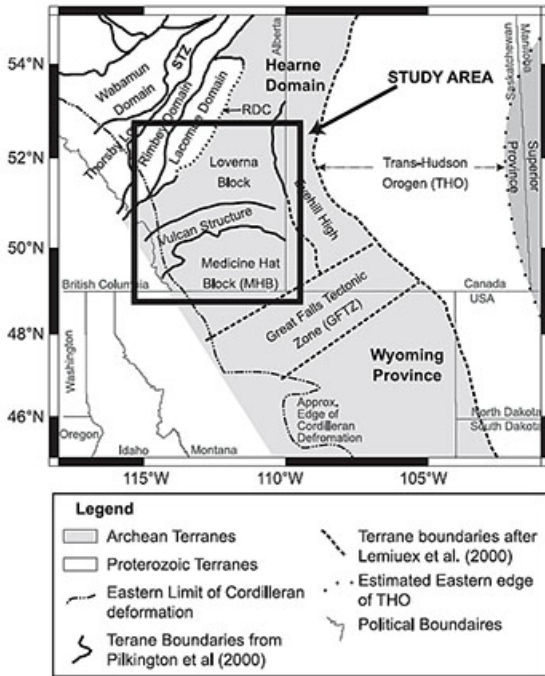 54°N
52°N
50°N
48°N
46°N
115°W
110°W
105°W
Wabamun
Domain
STZ
Thorsby L
Rimbey Domain
Lacombe Domain
RDC
Alberta
Hearne
Domain
STUDY AREA
Saskatchewan
Manitoba
Superior
Province
Trans-Hudson
Orogen (THO)
Loverna
Block
Eyehill High
Vulcan Structure
Medicine Hat
Block (MHB)
British Columbia
Canada
USA
Great Falls Tectonic
Zone (GFTZ)
Wyoming
Province
Washington
Oregon
Idaho
Montana
Approx.
Edge of
Cordilleran
Defromation
North Dakota
South Dakota
Legend
Archean Terranes
Proterozoic Terranes
Eastern Limit of Cordilleran
deformation
Terane Boundaries from
Pilkington et al (2000)
Terrane boundaries after
Lemiuex et al. (2000)
Estimated Eastern edge
of THO
Political Boundaires